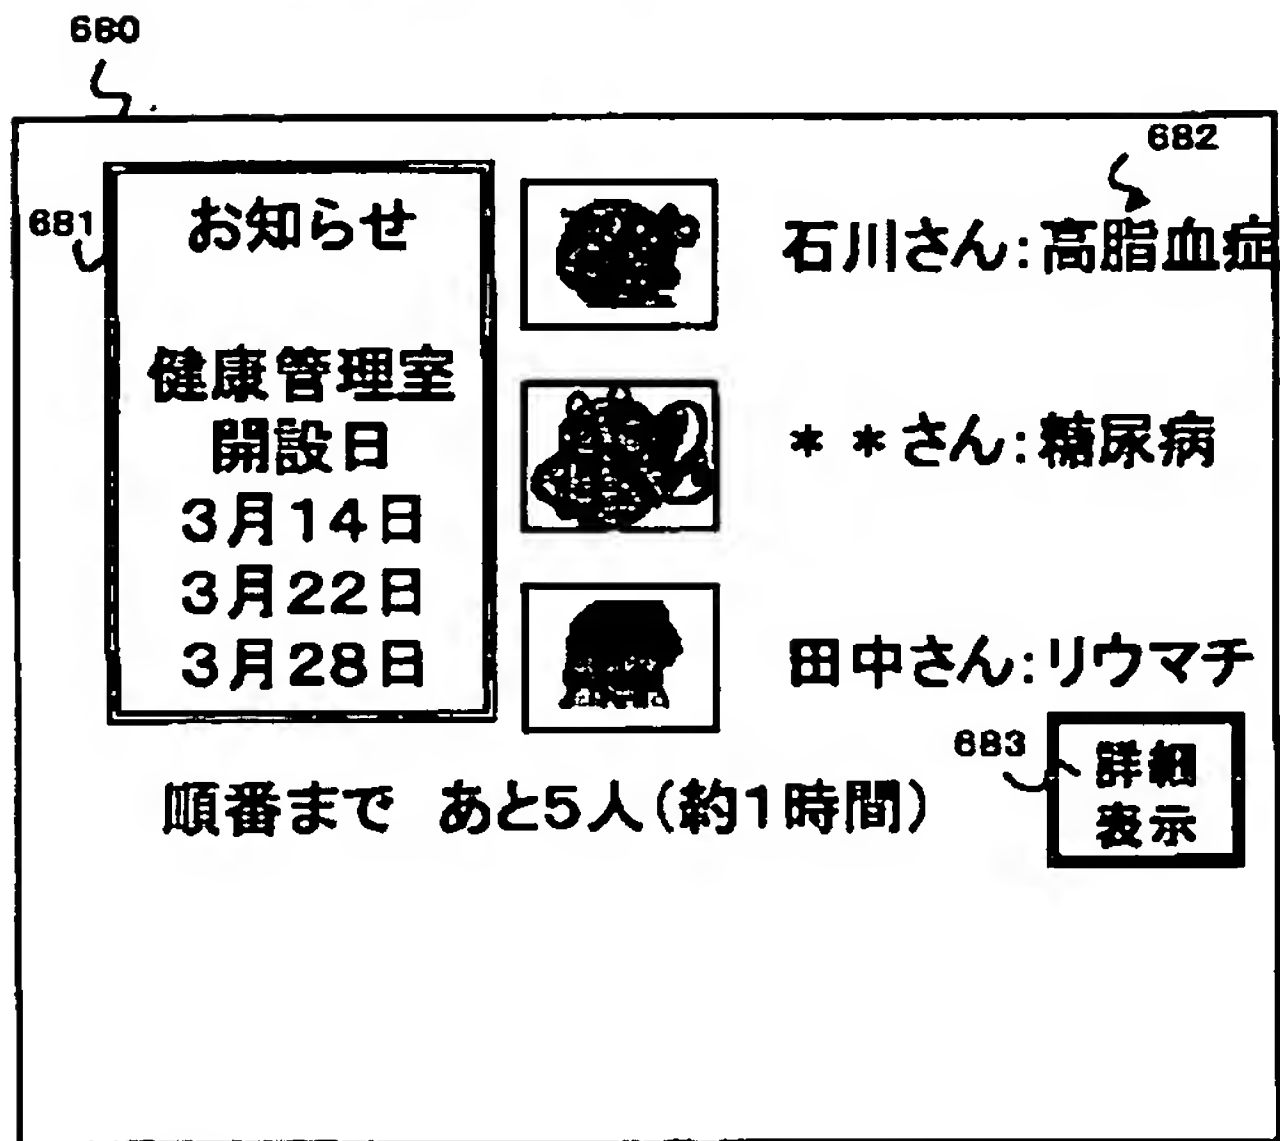 680
682
681
お知らせ
健康管理室
開設日
3月14日
3月22日
3月28日
石川さん:高脂血症
**さん:糖尿病
田中さん:リウマチ
683
詳細
表示
順番まで あと5人(約1時間)